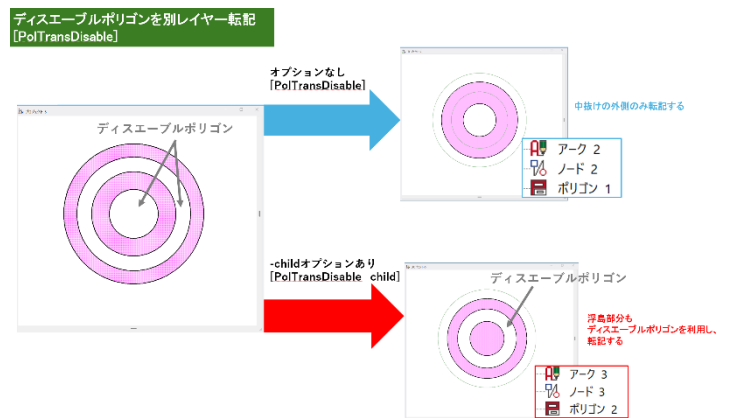 ディスエーブルポリゴンを別レイヤー転記
[PolTransDisable]
オプションなし
[PolTransDisable]
中抜けの外側のみ転記する
ディスエーブルポリゴン
アーク 2
ノード 2
ポリゴン 1
-childオプションあり
[PolTransDisable child]
ディスエーブルポリゴン
浮島部分も
ディスエーブルポリゴンを利用し、
転記する
アーク 3
ノード 3
ポリゴン 2